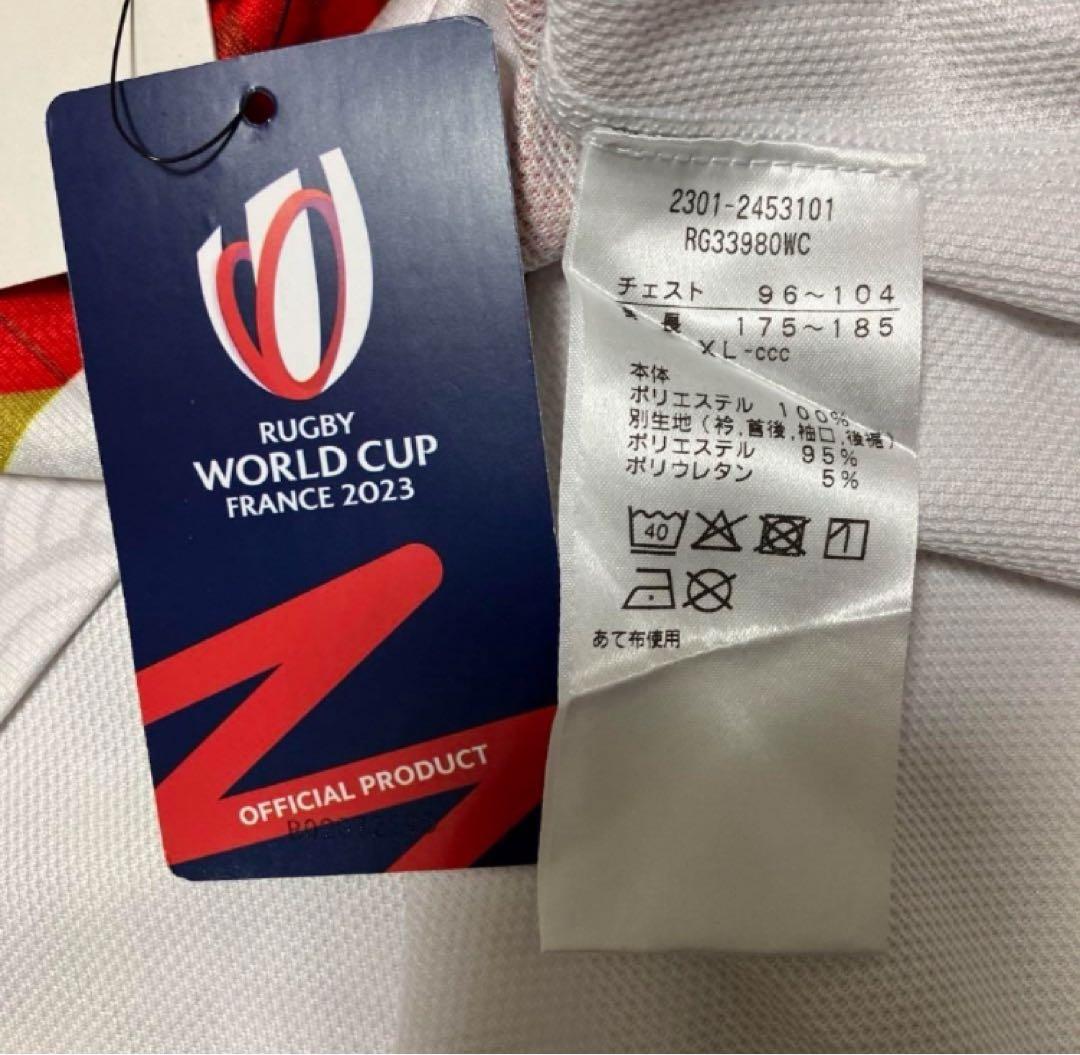 RUGBY
WORLD CUP
FRANCE 2023
OFFICIAL PRODUCT
2301-2453101
RG33980WC
チェスト 96～104
長 175～185
XL-ccc
本体
ポリエステル 100%
別生地(衿,首後,袖口,後裾)
ポリエステル 95%
ポリウレタン 5%
40
あて布使用